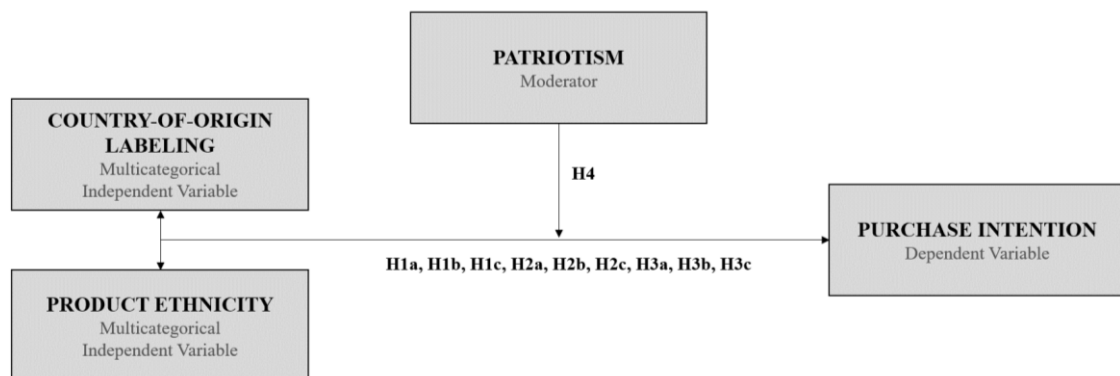 PATRIOTISM
Moderator
COUNTRY-OF-ORIGIN
LABELING
Multicategorical
Independent Variable
H4
PURCHASE INTENTION
Dependent Variable
H1a, H1b, H1c, H2a, H2b, H2c, H3a, H3b, H3c
PRODUCT ETHNICITY
Multicategorical
Independent Variable